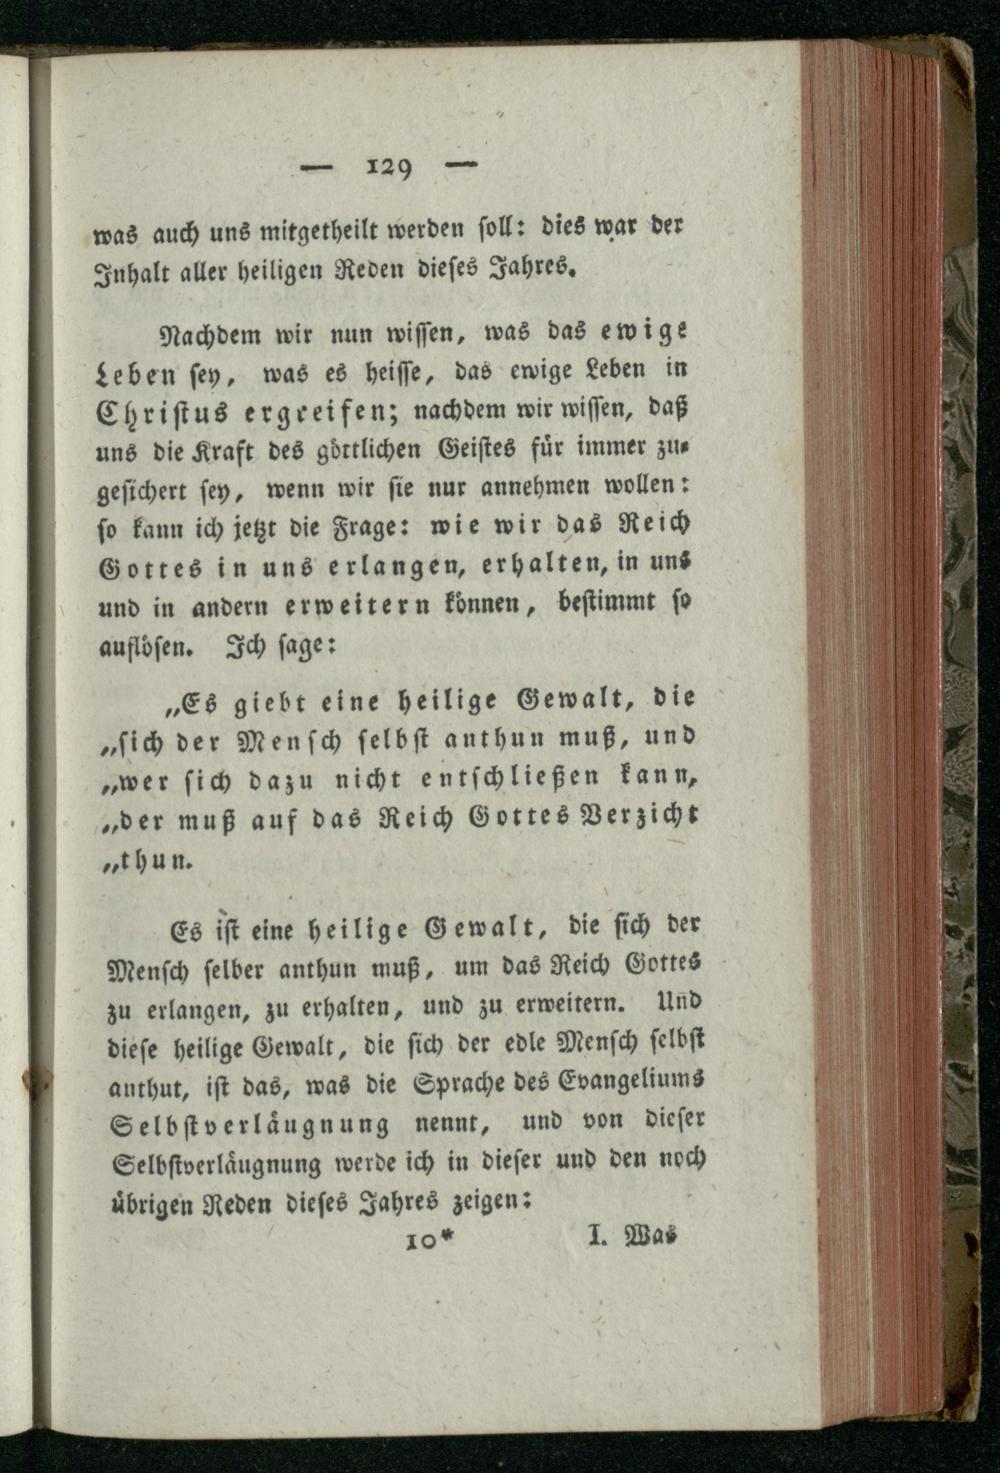 — 129 —
was auch uns mitgetheilt werden soll: dies war der
Inhalt aller heiligen Reden dieses Jahres.
Nachdem wir nun wissen, was das ewige
Leben sey, was es heisse, das ewige Leben in
Christus ergreifen; nachdem wir wissen, daß
uns die Kraft des göttlichen Geistes für immer zu-
gesichert sey, wenn wir sie nur annehmen wollen:
so kann ich jetzt die Frage: wie wir das Reich
Gottes in uns erlangen, erhalten, in uns
und in andern erweitern können, bestimmt so
auflösen. Ich sage:
„Es giebt eine heilige Gewalt, die
„sich der Mensch selbst anthun muß, und
„wer sich dazu nicht entschließen kann,
„der muß auf das Reich Gottes Verzicht
„thun.
Es ist eine heilige Gewalt, die sich der
Mensch selber anthun muß, um das Reich Gottes
zu erlangen, zu erhalten, und zu erweitern. Und
diese heilige Gewalt, die sich der edle Mensch selbst
anthut, ist das, was die Sprache des Evangeliums
Selbstverläugnung nennt, und von dieser
Selbstverläugnung werde ich in dieser und den noch
übrigen Reden dieses Jahres zeigen:
10* I. Was